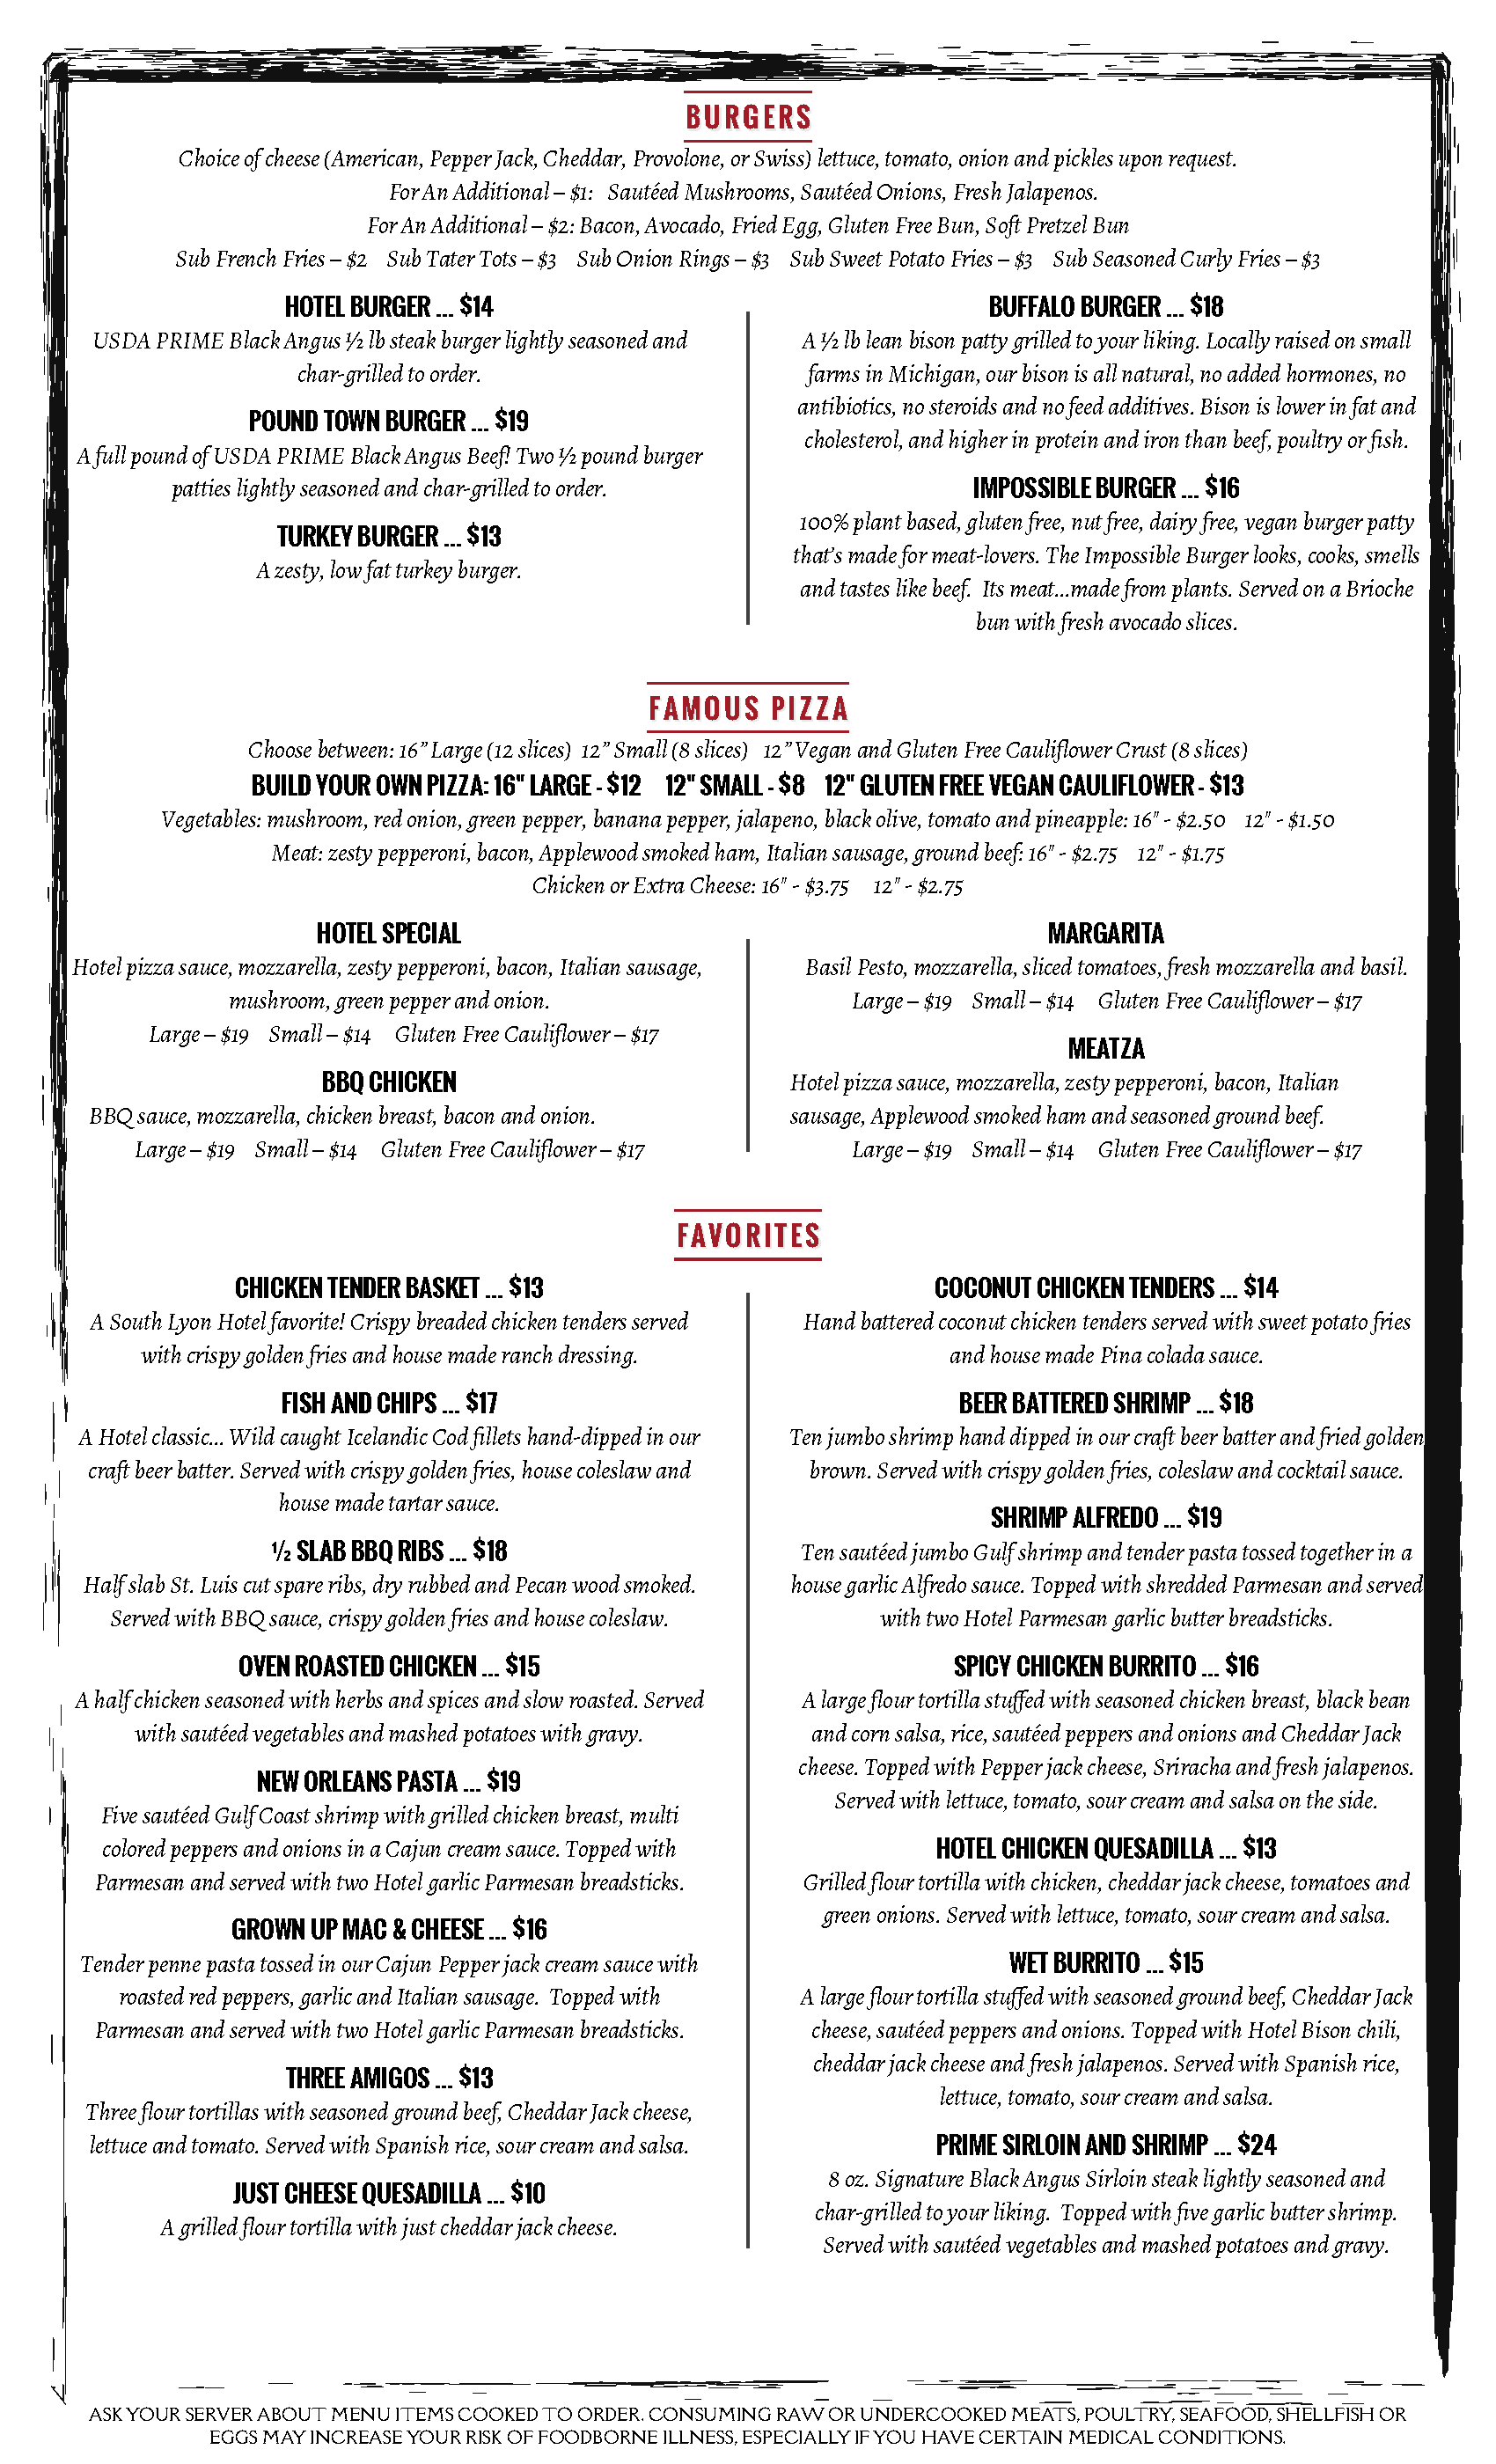 BURGERS
Choice of cheese (American, Pepper Jack, Cheddar, Provolone, or Swiss) lettuce, tomato, onion and pickles upon request.
For An Additional – $1: Sautéed Mushrooms, Sautéed Onions, Fresh Jalapenos.
For An Additional – $2: Bacon, Avocado, Fried Egg, Gluten Free Bun, Soft Pretzel Bun
Sub French Fries – $2 Sub Tater Tots – $3 Sub Onion Rings – $3 Sub Sweet Potato Fries – $3 Sub Seasoned Curly Fries – $3
HOTEL BURGER ... $14
USDA PRIME Black Angus ½ lb steak burger lightly seasoned and
char-grilled to order.
POUND TOWN BURGER ... $19
A full pound of USDA PRIME Black Angus Beef! Two ½ pound burger
patties lightly seasoned and char-grilled to order.
TURKEY BURGER ... $13
A zesty, low fat turkey burger.
BUFFALO BURGER ... $18
A ½ lb lean bison patty grilled to your liking. Locally raised on small
farms in Michigan, our bison is all natural, no added hormones, no
antibiotics, no steroids and no feed additives. Bison is lower in fat and
cholesterol, and higher in protein and iron than beef, poultry or fish.
IMPOSSIBLE BURGER ... $16
100% plant based, gluten free, nut free, dairy free, vegan burger patty
that's made for meat-lovers. The Impossible Burger looks, cooks, smells
and tastes like beef. Its meat...made from plants. Served on a Brioche
bun with fresh avocado slices.
FAMOUS PIZZA
Choose between: 16” Large (12 slices) 12” Small (8 slices) 12” Vegan and Gluten Free Cauliflower Crust (8 slices)
BUILD YOUR OWN PIZZA: 16" LARGE - $12 12" SMALL - $8 12" GLUTEN FREE VEGAN CAULIFLOWER - $13
Vegetables: mushroom, red onion, green pepper, banana pepper, jalapeno, black olive, tomato and pineapple: 16" - $2.50 12" - $1.50
Meat: zesty pepperoni, bacon, Applewood smoked ham, Italian sausage, ground beef: 16" - $2.75 12" - $1.75
Chicken or Extra Cheese: 16" - $3.75 12" - $2.75
HOTEL SPECIAL
Hotel pizza sauce, mozzarella, zesty pepperoni, bacon, Italian sausage,
mushroom, green pepper and onion.
Large – $19 Small – $14 Gluten Free Cauliflower – $17
BBQ CHICKEN
BBQ sauce, mozzarella, chicken breast, bacon and onion.
Large – $19 Small – $14 Gluten Free Cauliflower – $17
MARGARITA
Basil Pesto, mozzarella, sliced tomatoes, fresh mozzarella and basil.
Large – $19 Small – $14 Gluten Free Cauliflower – $17
MEATZA
Hotel pizza sauce, mozzarella, zesty pepperoni, bacon, Italian
sausage, Applewood smoked ham and seasoned ground beef.
Large – $19 Small – $14 Gluten Free Cauliflower – $17
FAVORITES
CHICKEN TENDER BASKET ... $13
A South Lyon Hotel favorite! Crispy breaded chicken tenders served
with crispy golden fries and house made ranch dressing.
FISH AND CHIPS ... $17
A Hotel classic... Wild caught Icelandic Cod fillets hand-dipped in our
craft beer batter. Served with crispy golden fries, house coleslaw and
house made tartar sauce.
½ SLAB BBQ RIBS ... $18
Half slab St. Luis cut spare ribs, dry rubbed and Pecan wood smoked.
Served with BBQ sauce, crispy golden fries and house coleslaw.
OVEN ROASTED CHICKEN ... $15
A half chicken seasoned with herbs and spices and slow roasted. Served
with sautéed vegetables and mashed potatoes with gravy.
NEW ORLEANS PASTA ... $19
Five sautéed Gulf Coast shrimp with grilled chicken breast, multi
colored peppers and onions in a Cajun cream sauce. Topped with
Parmesan and served with two Hotel garlic Parmesan breadsticks.
GROWN UP MAC & CHEESE ... $16
Tender penne pasta tossed in our Cajun Pepper jack cream sauce with
roasted red peppers, garlic and Italian sausage. Topped with
Parmesan and served with two Hotel garlic Parmesan breadsticks.
THREE AMIGOS ... $13
Three flour tortillas with seasoned ground beef, Cheddar Jack cheese,
lettuce and tomato. Served with Spanish rice, sour cream and salsa.
JUST CHEESE QUESADILLA ... $10
A grilled flour tortilla with just cheddar jack cheese.
COCONUT CHICKEN TENDERS ... $14
Hand battered coconut chicken tenders served with sweet potato fries
and house made Pina colada sauce.
BEER BATTERED SHRIMP ... $18
Ten jumbo shrimp hand dipped in our craft beer batter and fried golden
brown. Served with crispy golden fries, coleslaw and cocktail sauce.
SHRIMP ALFREDO ... $19
Ten sautéed jumbo Gulf shrimp and tender pasta tossed together in a
house garlic Alfredo sauce. Topped with shredded Parmesan and served
with two Hotel Parmesan garlic butter breadsticks.
SPICY CHICKEN BURRITO ... $16
A large flour tortilla stuffed with seasoned chicken breast, black bean
and corn salsa, rice, sautéed peppers and onions and Cheddar Jack
cheese. Topped with Pepper jack cheese, Sriracha and fresh jalapenos.
Served with lettuce, tomato, sour cream and salsa on the side.
HOTEL CHICKEN QUESADILLA ... $13
Grilled flour tortilla with chicken, cheddar jack cheese, tomatoes and
green onions. Served with lettuce, tomato, sour cream and salsa.
WET BURRITO ... $15
A large flour tortilla stuffed with seasoned ground beef, Cheddar Jack
cheese, sautéed peppers and onions. Topped with Hotel Bison chili,
cheddar jack cheese and fresh jalapenos. Served with Spanish rice,
lettuce, tomato, sour cream and salsa.
PRIME SIRLOIN AND SHRIMP ... $24
8 oz. Signature Black Angus Sirloin steak lightly seasoned and
char-grilled to your liking. Topped with five garlic butter shrimp.
Served with sautéed vegetables and mashed potatoes and gravy.
ASK YOUR SERVER ABOUT MENU ITEMS COOKED TO ORDER. CONSUMING RAW OR UNDERCOOKED MEATS, POULTRY, SEAFOOD, SHELLFISH OR
EGGS MAY INCREASE YOUR RISK OF FOODBORNE ILLNESS, ESPECIALLY IF YOU HAVE CERTAIN MEDICAL CONDITIONS.